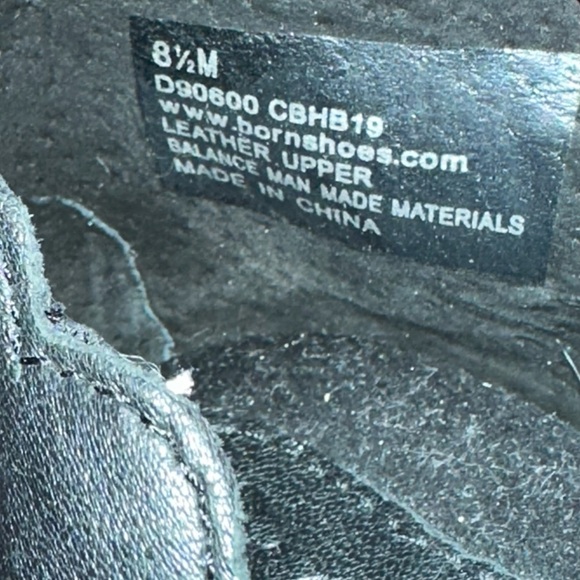 8½M
D90600 CBHB19
www.bornshoes.com
LEATHER UPPER
BALANCE MAN MADE MATERIALS
MADE IN CHINA